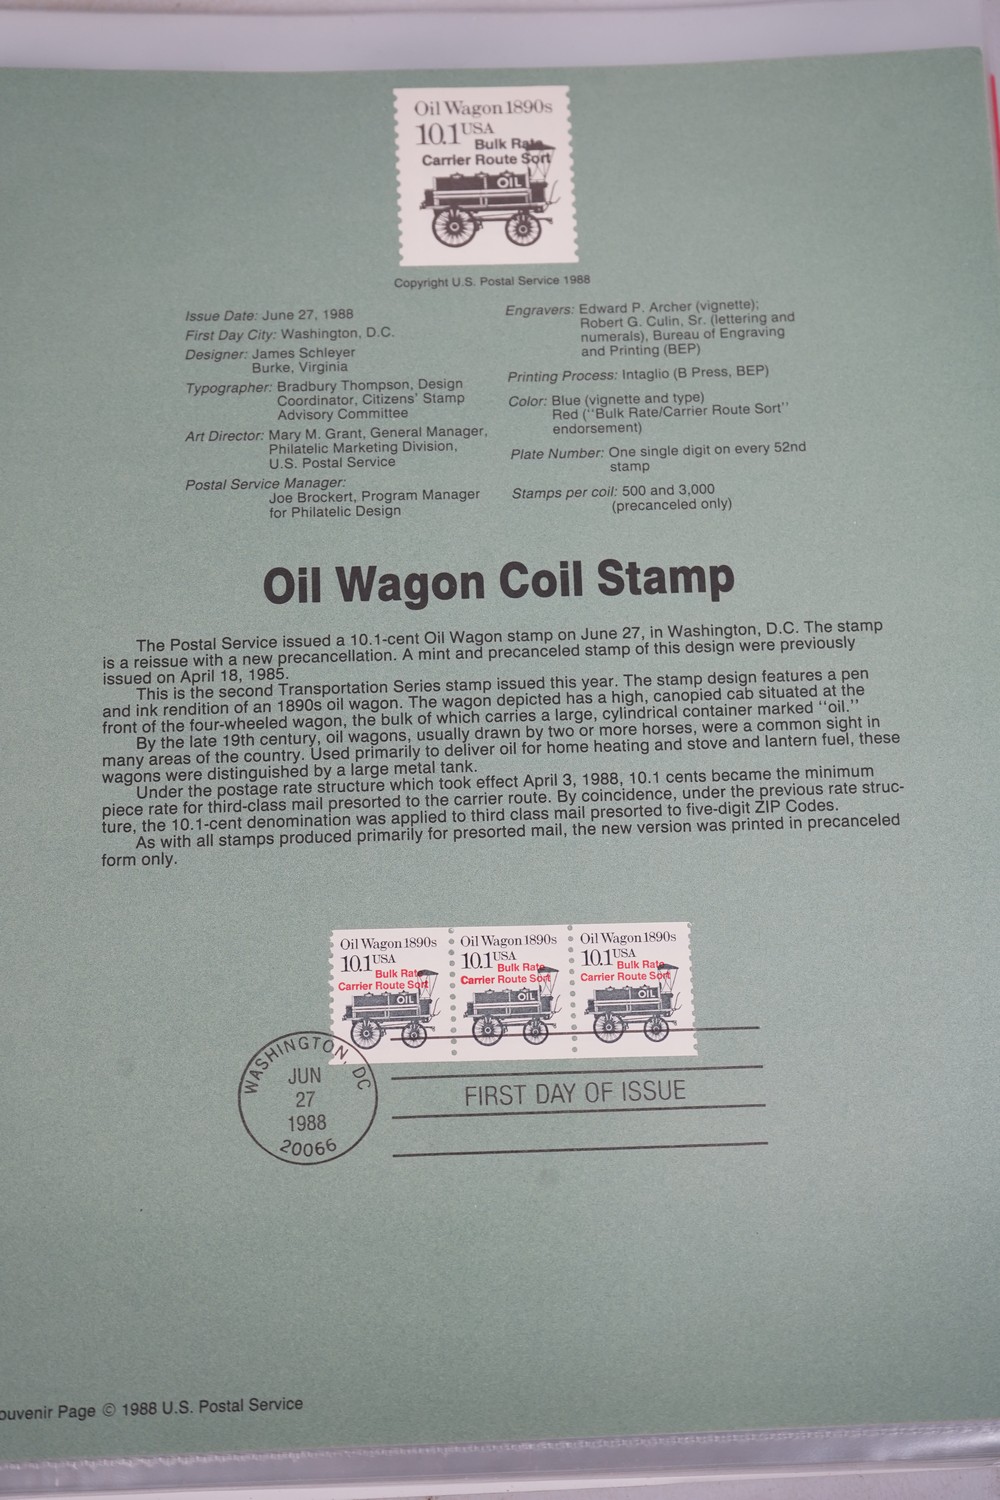 Oil Wagon 1890s
10.1 USA
Bulk Rate
Carrier Route Sort
OIL
Copyright U.S. Postal Service 1988
Issue Date: June 27, 1988
First Day City: Washington, D.C.
Designer: James Schleyer
Burke, Virginia
Typographer: Bradbury Thompson, Design
Coordinator, Citizens' Stamp
Advisory Committee
Art Director: Mary M. Grant, General Manager,
Philatelic Marketing Division,
U.S. Postal Service
Postal Service Manager:
Joe Brockert, Program Manager
for Philatelic Design
Engravers: Edward P. Archer (vignette);
Robert G. Culin, Sr. (lettering and
numerals), Bureau of Engraving
and Printing (BEP)
Printing Process: Intaglio (B Press, BEP)
Color: Blue (vignette and type)
Red ("Bulk Rate/Carrier Route Sort"
endorsement)
Plate Number: One single digit on every 52nd
stamp
Stamps per coil: 500 and 3,000
(precanceled only)
Oil Wagon Coil Stamp
The Postal Service issued a 10.1-cent Oil Wagon stamp on June 27, in Washington, D.C. The stamp
is a reissue with a new precancellation. A mint and precanceled stamp of this design were previously
issued on April 18, 1985.
This is the second Transportation Series stamp issued this year. The stamp design features a pen
and ink rendition of an 1890s oil wagon. The wagon depicted has a high, canopied cab situated at the
front of the four-wheeled wagon, the bulk of which carries a large, cylindrical container marked "oil."
By the late 19th century, oil wagons, usually drawn by two or more horses, were a common sight in
many areas of the country. Used primarily to deliver oil for home heating and stove and lantern fuel, these
wagons were distinguished by a large metal tank.
Under the postage rate structure which took effect April 3, 1988, 10.1 cents became the minimum
piece rate for third-class mail presorted to the carrier route. By coincidence, under the previous rate struc-
ture, the 10.1-cent denomination was applied to third class mail presorted to five-digit ZIP Codes.
As with all stamps produced primarily for presorted mail, the new version was printed in precanceled
form only.
Oil Wagon 1890s
10.1 USA
Bulk Rate
Carrier Route Sort
OIL
Oil Wagon 1890s
10.1 USA
Bulk Rate
Carrier Route Sort
OIL
Oil Wagon 1890s
10.1 USA
Bulk Rate
Carrier Route Sort
OIL
WASHINGTON, DC
JUN
27
1988
20066
FIRST DAY OF ISSUE
ouvenir Page © 1988 U.S. Postal Service